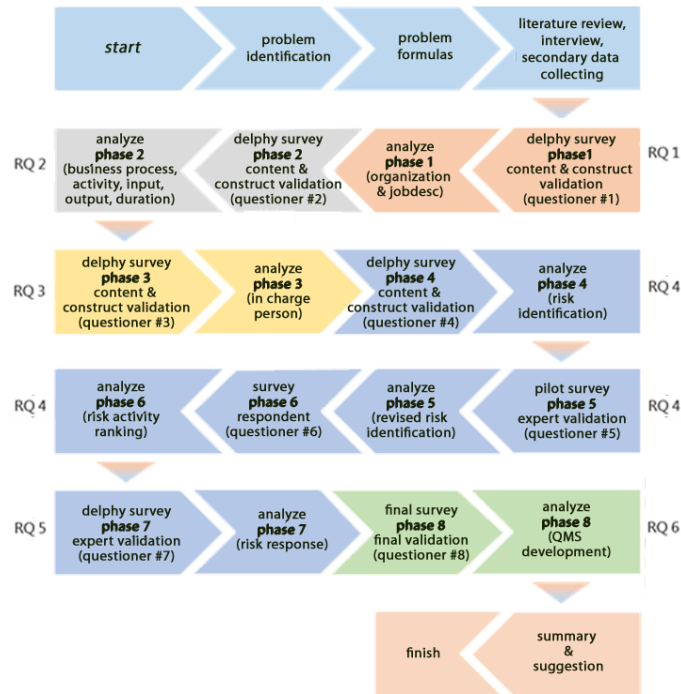 start
problem
identification
problem
formulas
literature review,
interview,
secondary data
collecting
RQ 2
analyze
phase 2
(business process,
activity, input,
output, duration)
delphy survey
phase 2
content &
construct validation
(questioner #2)
analyze
phase 1
(organization
& jobdesc)
delphy survey
phase1
content & construct
validation
(questioner #1)
RQ 1
RQ 3
delphy survey
phase 3
content &
construct validation
(questioner #3)
analyze
phase 3
(in charge
person)
delphy survey
phase 4
content &
construct validation
(questioner #4)
analyze
phase 4
(risk
identification)
RQ 4
RQ 4
analyze
phase 6
(risk activity
ranking)
survey
phase 6
respondent
(questioner #6)
analyze
phase 5
(revised risk
identification)
pilot survey
phase 5
expert validation
(questioner #5)
RQ 4
RQ 5
delphy survey
phase 7
expert validation
(questioner #7)
analyze
phase 7
(risk response)
final survey
phase 8
final validation
(questioner #8)
analyze
phase 8
(QMS
development)
RQ 6
finish
summary
&
suggestion